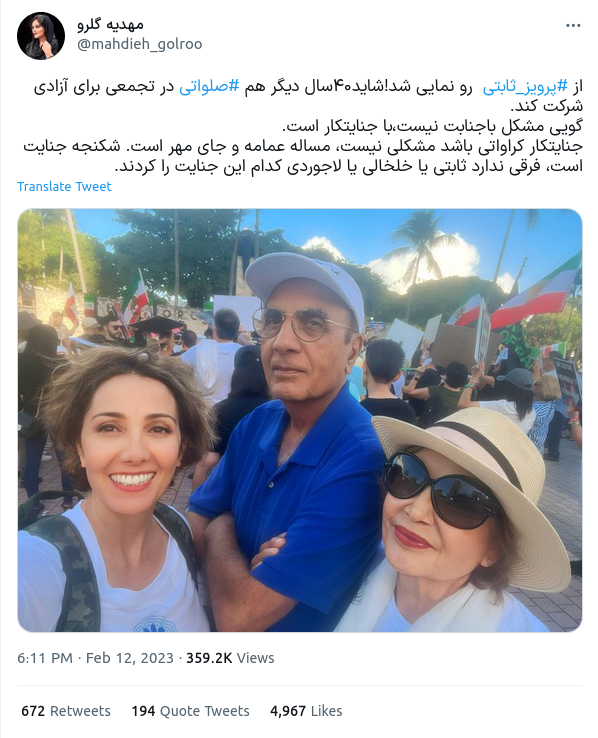 مهدیه گلرو
@mahdieh_golroo
از #پرویز_ثابتی رو نمایی شد!شاید۴۰سال دیگر هم #صلواتی در تجمعی برای آزادی
شرکت کند.
گویی مشکل باجنابت نیست،با جنایتکار است.
جنایتکار کراواتی باشد مشکلی نیست، مساله عمامه و جای مهر است. شکنجه جنایت
است، فرقی ندارد ثابتی یا خلخالی یا لاجوردی کدام این جنایت را کردند.
Translate Tweet
6:11 PM · Feb 12, 2023 · 359.2K Views
672 Retweets 194 Quote Tweets 4,967 Likes